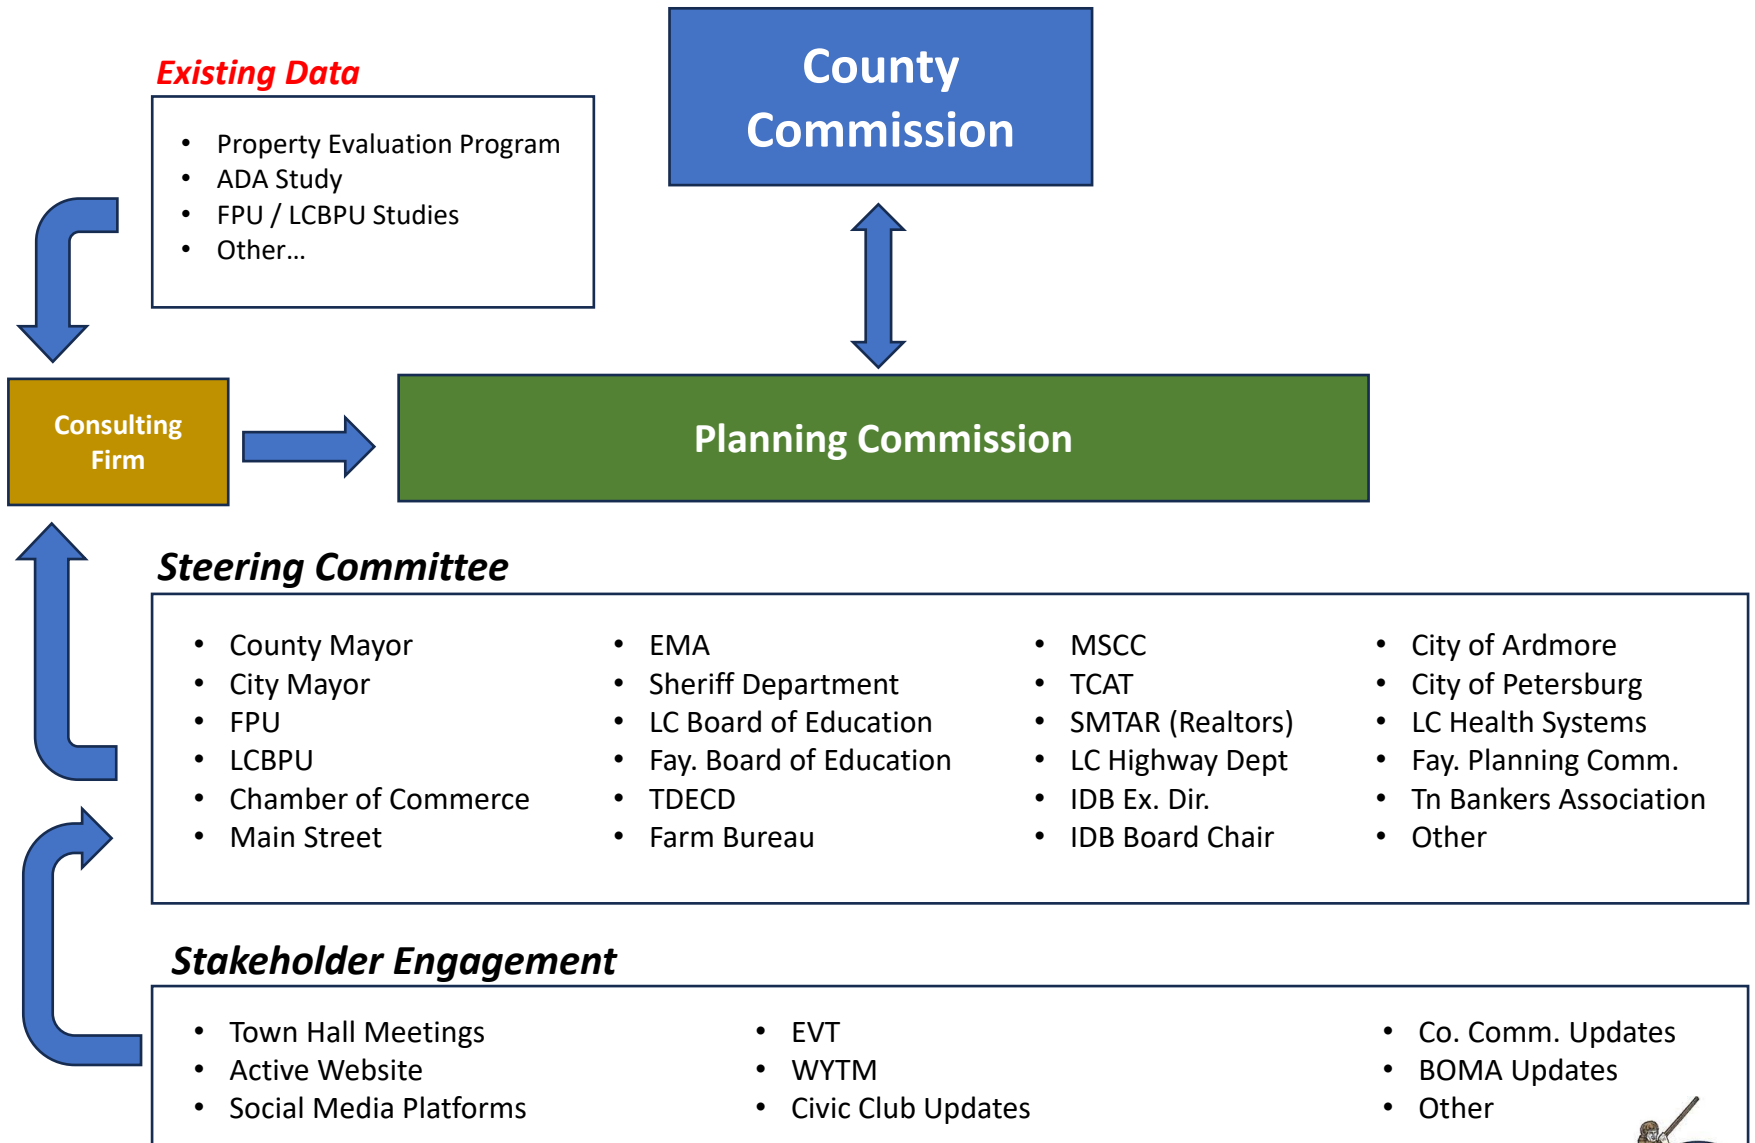 County
Commission
Existing Data
• Property Evaluation Program
• ADA Study
• FPU / LCBPU Studies
• Other...
Consulting
Firm
Planning Commission
Steering Committee
• County Mayor
• City Mayor
• FPU
• LCBPU
• Chamber of Commerce
• Main Street
• EMA
• Sheriff Department
• LC Board of Education
• Fay. Board of Education
• TDECD
• Farm Bureau
• MSCC
• TCAT
• SMTAR (Realtors)
• LC Highway Dept
• IDB Ex. Dir.
• IDB Board Chair
• City of Ardmore
• City of Petersburg
• LC Health Systems
• Fay. Planning Comm.
• Tn Bankers Association
• Other
Stakeholder Engagement
• Town Hall Meetings
• Active Website
• Social Media Platforms
• EVT
• WYTM
• Civic Club Updates
• Co. Comm. Updates
• BOMA Updates
• Other